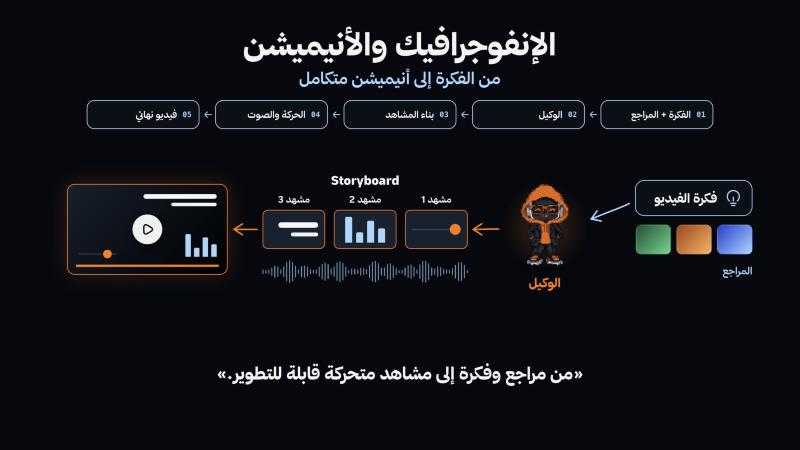 الإنفوجرافيك والأنيميشن
من الفكرة إلى أنيميشن متكامل
01 الفكرة + المراجع
02 الوكيل
03 بناء المشاهد
04 الحركة والصوت
05 فيديو نهائي
فكرة الفيديو
المراجع
الوكيل
Storyboard
مشهد 1
مشهد 2
مشهد 3
«من مراجع وفكرة إلى مشاهد متحركة قابلة للتطوير.»